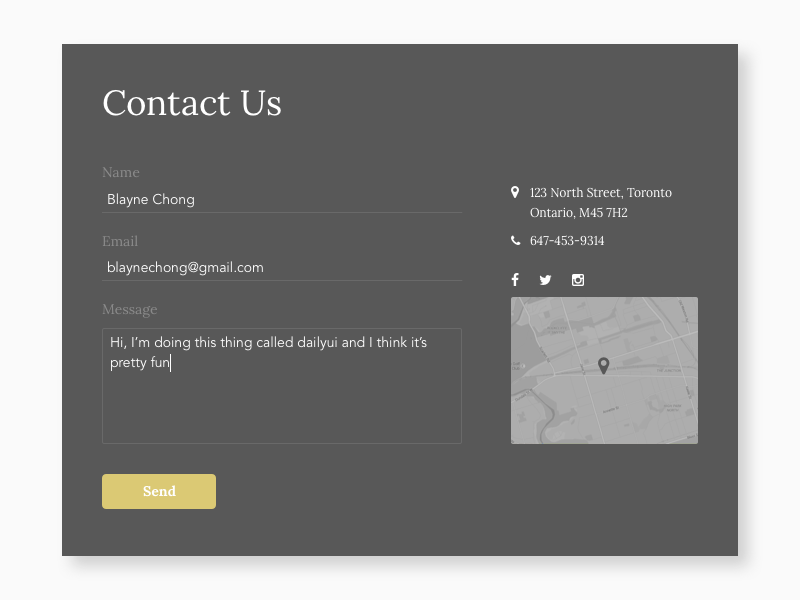 Contact Us
Name
Blayne Chong
Email
blaynechong@gmail.com
Message
Hi, I’m doing this thing called dailyui and I think it’s
pretty fun
Send
123 North Street, Toronto
Ontario, M45 7H2
647-453-9314